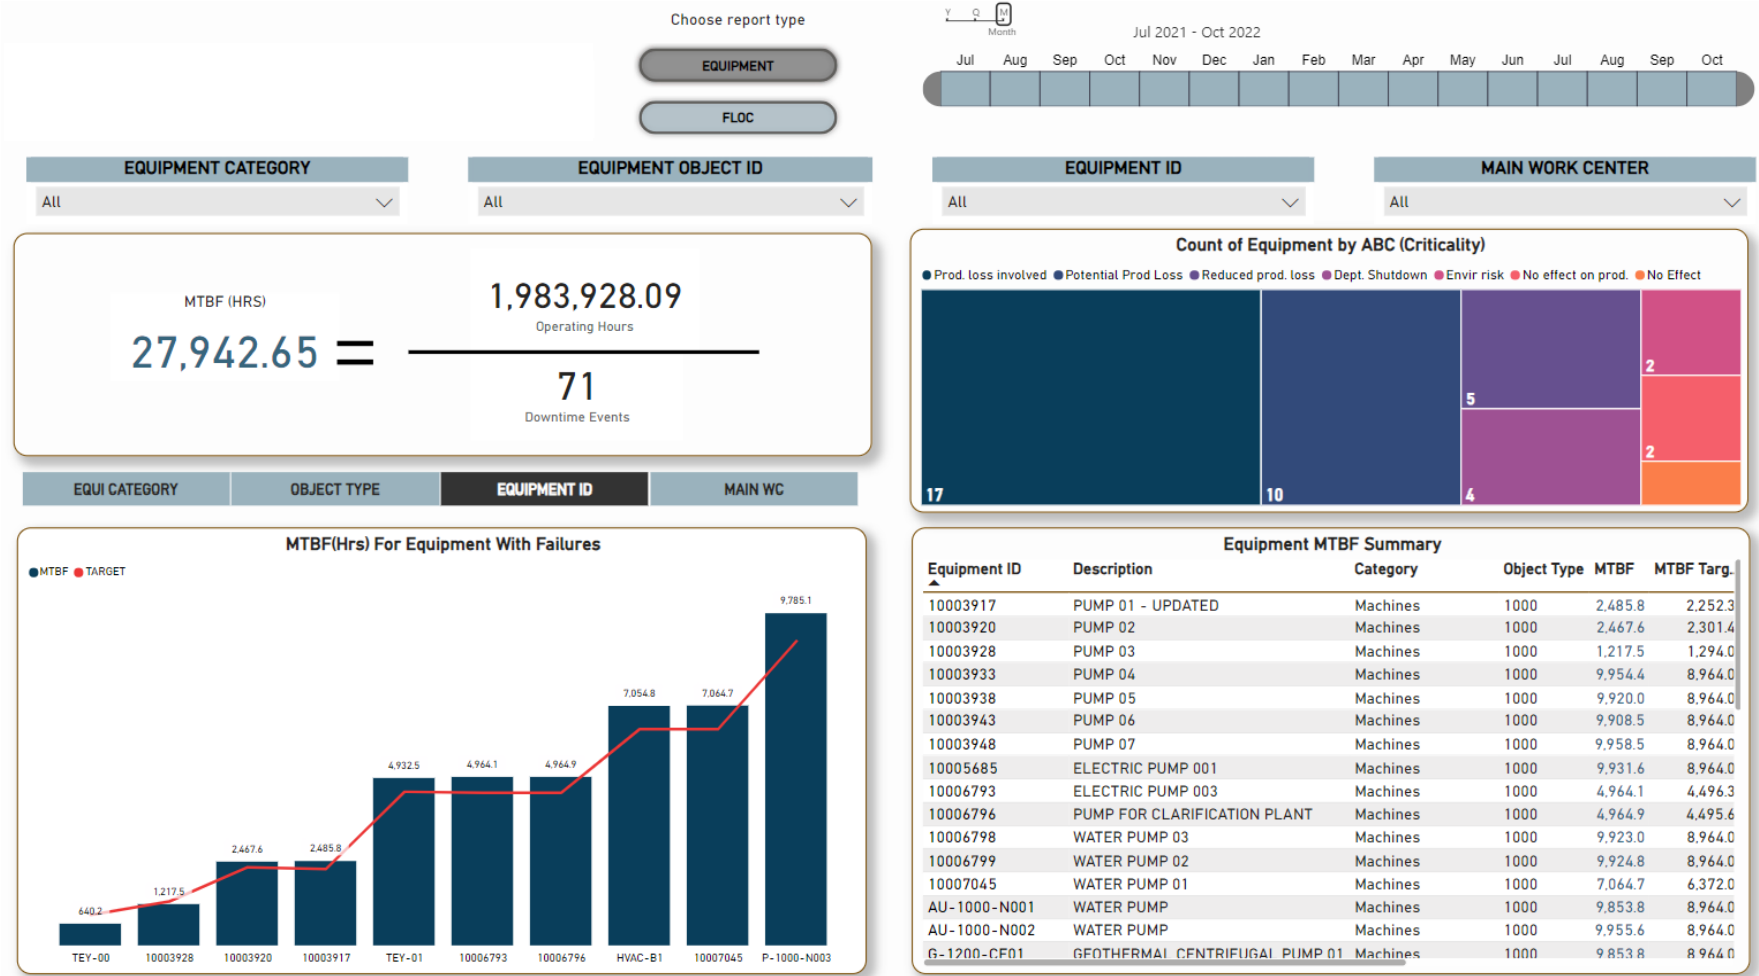 Choose report type
EQUIPMENT
FLOC
Y Q M
Month
Jul 2021 - Oct 2022
Jul Aug Sep Oct Nov Dec Jan Feb Mar Apr May Jun Jul Aug Sep Oct
EQUIPMENT CATEGORY
All
EQUIPMENT OBJECT ID
All
EQUIPMENT ID
All
MAIN WORK CENTER
All
MTBF (HRS)
27,942.65 =
1,983,928.09
Operating Hours
71
Downtime Events
Count of Equipment by ABC (Criticality)
Prod. loss involved Potential Prod Loss Reduced prod. loss Dept. Shutdown Envir risk No effect on prod. No Effect
17
10
5
4
2
2
EQUI CATEGORY OBJECT TYPE EQUIPMENT ID MAIN WC
MTBF(Hrs) For Equipment With Failures
MTBF TARGET
640.2
1,217.5
2,467.6
2,485.8
4,932.5
4,964.1
4,964.9
7,054.8
7,064.7
9,785.1
TEY-00 10003928 10003920 10003917 TEY-01 10006793 10006796 HVAC-B1 10007045 P-1000-N003
Equipment MTBF Summary
Equipment ID Description Category Object Type MTBF MTBF Targ..
10003917 PUMP 01 - UPDATED Machines 1000 2,485.8 2,252.3
10003920 PUMP 02 Machines 1000 2,467.6 2,301.4
10003928 PUMP 03 Machines 1000 1,217.5 1,294.0
10003933 PUMP 04 Machines 1000 9,954.4 8,964.0
10003938 PUMP 05 Machines 1000 9,920.0 8,964.0
10003943 PUMP 06 Machines 1000 9,908.5 8,964.0
10003948 PUMP 07 Machines 1000 9,958.5 8,964.0
10005685 ELECTRIC PUMP 001 Machines 1000 9,931.6 8,964.0
10006793 ELECTRIC PUMP 003 Machines 1000 4,964.1 4,496.3
10006796 PUMP FOR CLARIFICATION PLANT Machines 1000 4,964.9 4,495.6
10006798 WATER PUMP 03 Machines 1000 9,923.0 8,964.0
10006799 WATER PUMP 02 Machines 1000 9,924.8 8,964.0
10007045 WATER PUMP 01 Machines 1000 7,064.7 6,372.0
AU-1000-N001 WATER PUMP Machines 1000 9,853.8 8,964.0
AU-1000-N002 WATER PUMP Machines 1000 9,955.6 8,964.0
G-1200-CF01 GEOTHERMAL CENTRIFUGAL PUMP 01 Machines 1000 9,853.8 8,964.0